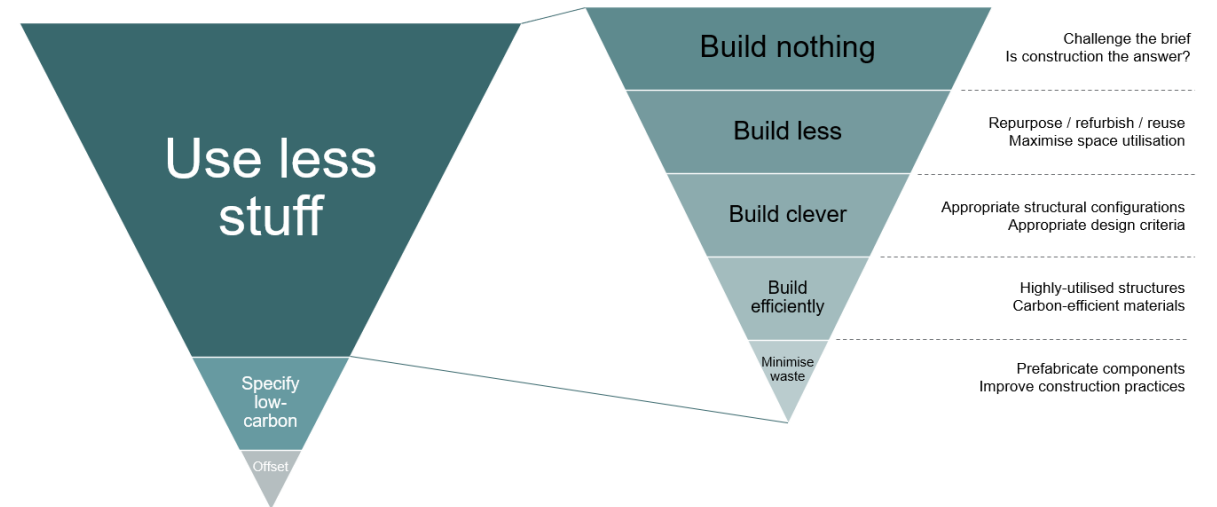 Use less
stuff
Specify
low-
carbon
Offset
Build nothing
Challenge the brief
Is construction the answer?
Build less
Repurpose / refurbish / reuse
Maximise space utilisation
Build clever
Appropriate structural configurations
Appropriate design criteria
Build
efficiently
Highly-utilised structures
Carbon-efficient materials
Minimise
waste
Prefabricate components
Improve construction practices